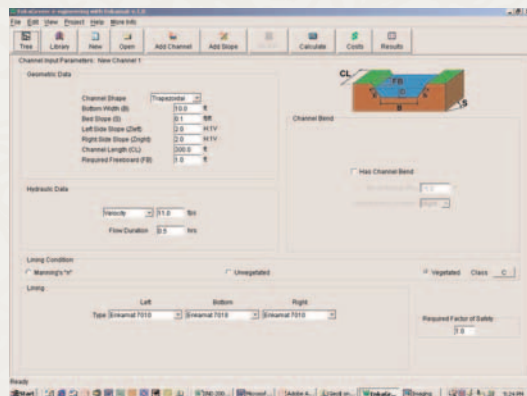 File Edit View Project Help More Info
Tree Library New Open Add Channel Add Slope Calculate Costs Results
Channel Input Parameters: New Channel 1
Geometric Data
Channel Shape Trapezoidal
Bottom Width (B) 10.0 ft
Bed Slope (S) 0.1 ft/ft
Left Side Slope (Zleft) 2.0 H:1V
Right Side Slope (Zright) 2.0 H:1V
Channel Length (CL) 300.0 ft
Required Freeboard (FB) 1.0 ft
CL
FB
B
S
Channel Bend
Has Channel Bend
Hydraulic Data
Velocity 11.0 fps
Flow Duration 0.5 hrs
Lining Condition
Manning's "n" Unvegetated Vegetated Class C
Lining
Left Bottom Right
Type Enkamat 7010 Enkamat 7010 Enkamat 7010
Required Factor of Safety
1.0
Ready
Start